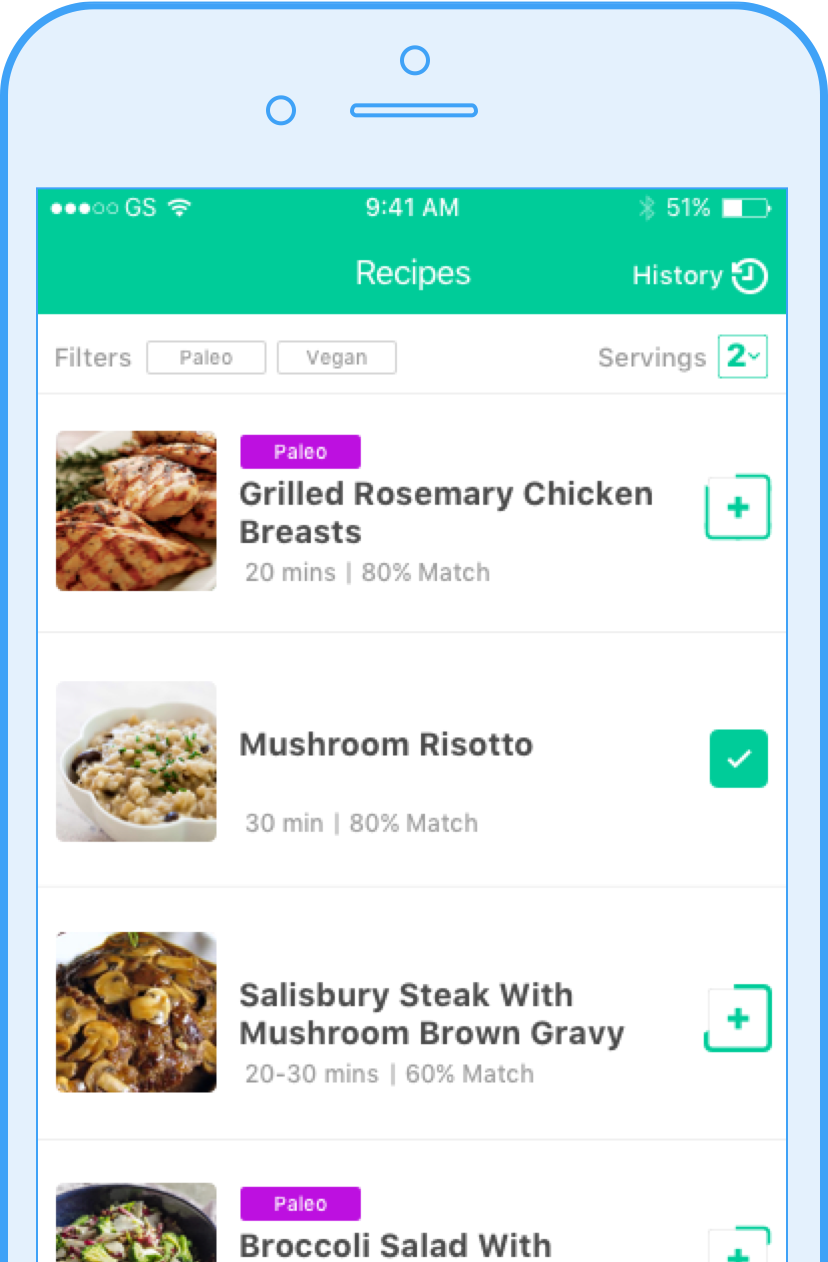 GS 9:41 AM 51%
Recipes History
Filters Paleo Vegan Servings 2
Paleo
Grilled Rosemary Chicken
Breasts
20 mins | 80% Match
Mushroom Risotto
30 min | 80% Match
Salisbury Steak With
Mushroom Brown Gravy
20-30 mins | 60% Match
Paleo
Broccoli Salad With